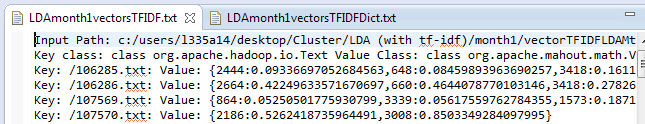 LDAmonth1vectorsTFIDF.txt LDAmonth1vectorsTFIDFDict.txt
Input Path: c:/users/l335a14/desktop/Cluster/LDA (with tf-idf)/month1/vectorTFIDFLDAMt
Key class: class org.apache.hadoop.io.Text Value Class: class org.apache.mahout.math.V
Key: /106285.txt: Value: {2444:0.09336697052684563,648:0.08459893963690257,3418:0.1611
Key: /106286.txt: Value: {2664:0.42249633571670697,660:0.4644078770103146,3418:0.27826
Key: /107569.txt: Value: {864:0.05250501775930799,3339:0.05617559762784355,1573:0.1871
Key: /107570.txt: Value: {2186:0.5262418735964491,3008:0.8503349284097995}